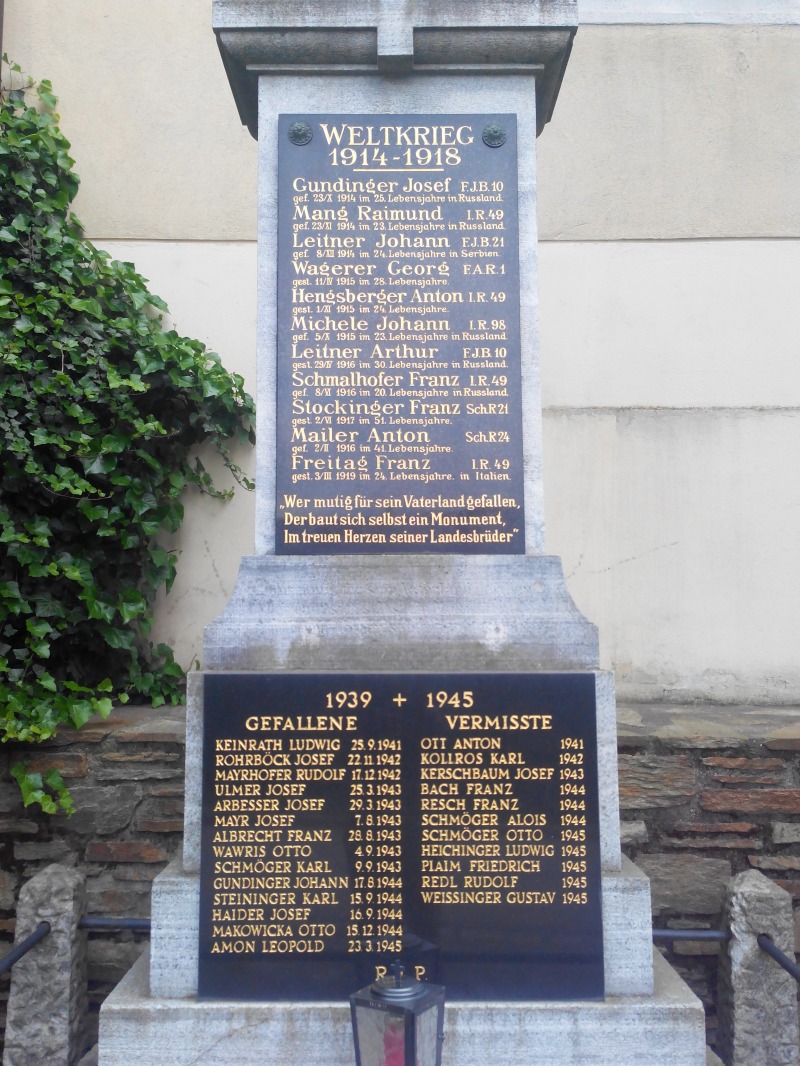 WELTKRIEG
1914-1918
Gundinger Josef F.J.B.10
gef. 23/X 1914 im 25. Lebensjahre in Russland.
Mang Raimund I.R.49
gef. 23/XI 1914 im 23. Lebensjahre in Russland.
Leitner Johann F.J.B.21
gef. 8/XII 1914 im 24. Lebensjahre in Serbien.
Wagerer Georg F.A.R.1
gest. 11/IV 1915 im 28. Lebensjahre.
Hengsberger Anton I.R.49
gest. 1/XI 1915 im 24. Lebensjahre.
Michele Johann I.R.98
gef. 5/X 1915 im 23. Lebensjahre in Russland.
Leitner Arthur F.J.B.10
gest. 29/IV 1916 im 30. Lebensjahre in Russland.
Schmalhofer Franz I.R.49
gef. 8/VI 1916 im 20. Lebensjahre in Russland.
Stockinger Franz Sch.R.21
gest. 2/VI 1917 im 51. Lebensjahre.
Mailer Anton Sch.R.24
gef. 2/II 1916 im 41. Lebensjahre.
Freitag Franz I.R.49
gest. 3/III 1919 im 24. Lebensjahre. in Italien.
„Wer mutig für sein Vaterland gefallen,
Der baut sich selbst ein Monument,
Im treuen Herzen seiner Landesbrüder"
1939 + 1945
GEFALLENE
KEINRATH LUDWIG 25.9.1941
ROHRBÖCK JOSEF 22.11.1942
MAYRHOFER RUDOLF 17.12.1942
ULMER JOSEF 25.3.1943
ARBESSER JOSEF 29.3.1943
MAYR JOSEF 7.8.1943
ALBRECHT FRANZ 28.8.1943
WAWRIS OTTO 4.9.1943
SCHMÖGER KARL 9.9.1943
GUNDINGER JOHANN 17.8.1944
STEININGER KARL 15.9.1944
HAIDER JOSEF 16.9.1944
MAKOWICKA OTTO 15.12.1944
AMON LEOPOLD 23.3.1945
VERMISSTE
OTT ANTON 1941
KOLLROS KARL 1942
KERSCHBAUM JOSEF 1943
BACH FRANZ 1944
RESCH FRANZ 1944
SCHMÖGER ALOIS 1944
SCHMÖGER OTTO 1945
HEICHINGER LUDWIG 1945
PLAIM FRIEDRICH 1945
REDL RUDOLF 1945
WEISSINGER GUSTAV 1945
R.I.P.